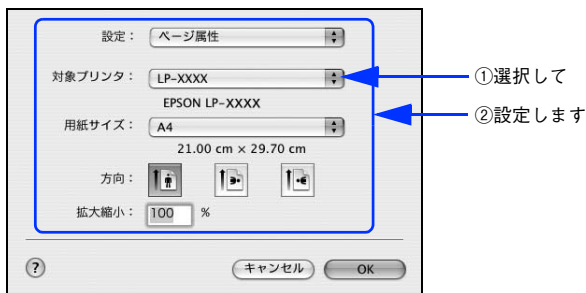 設定： ページ属性
対象プリンタ： LP-XXXX ①選択して
EPSON LP-XXXX
用紙サイズ： A4 ②設定します
21.00 cm × 29.70 cm
方向：
拡大縮小： 100 %
? キャンセル OK